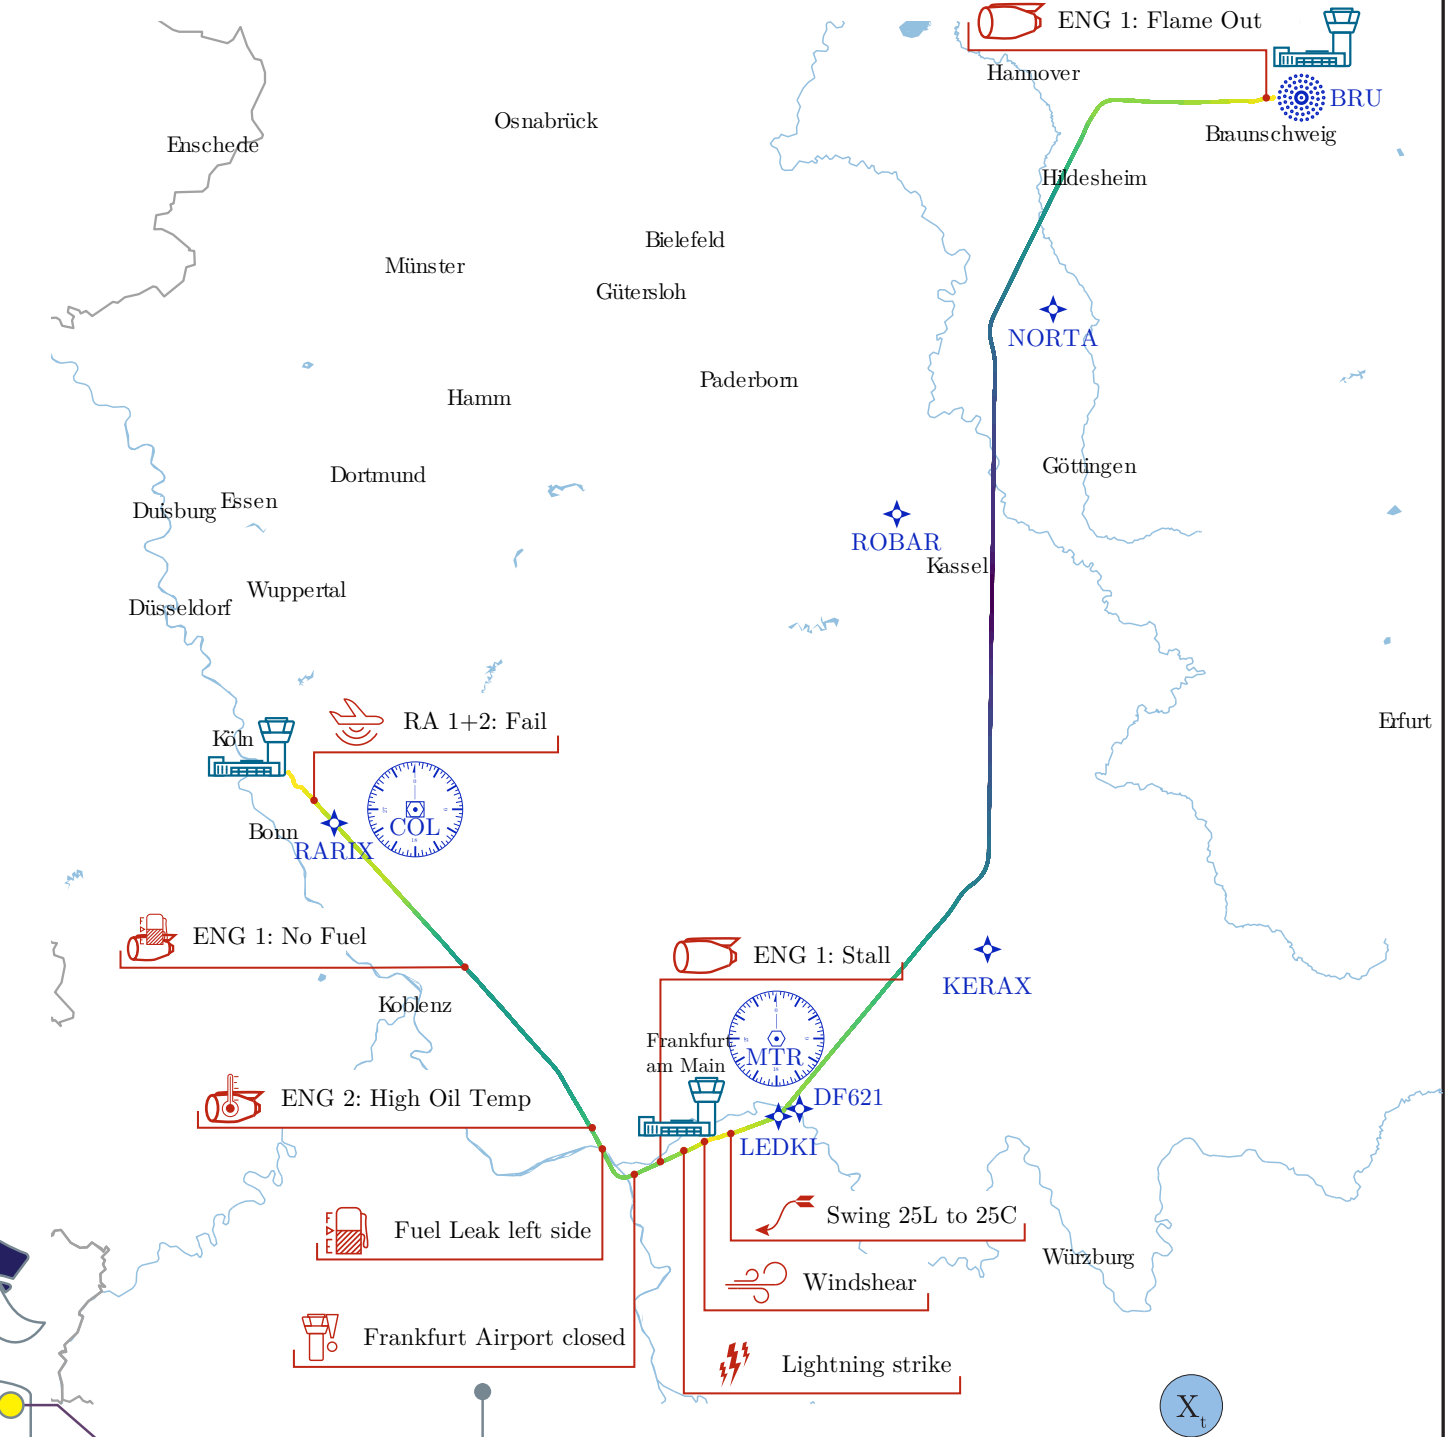 ENG 1: Flame Out
Hannover
BRU
Osnabrück
Braunschweig
Enschede
Hildesheim
Bielefeld
Münster
Gütersloh
NORTA
Paderborn
Hamm
Göttingen
Dortmund
Essen
Duisburg
ROBAR
Kassel
Wuppertal
Düsseldorf
RA 1+2: Fail
Erfurt
Köln
COL
Bonn
RARIX
ENG 1: No Fuel
ENG 1: Stall
KERAX
Koblenz
Frankfurt
am Main
MTR
ENG 2: High Oil Temp
DF621
LEDKI
F
E
Fuel Leak left side
Swing 25L to 25C
Würzburg
Windshear
Frankfurt Airport closed
Lightning strike
Xt